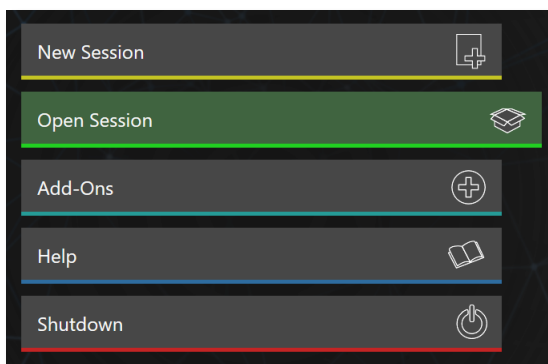 New Session
Open Session
Add-Ons
Help
Shutdown